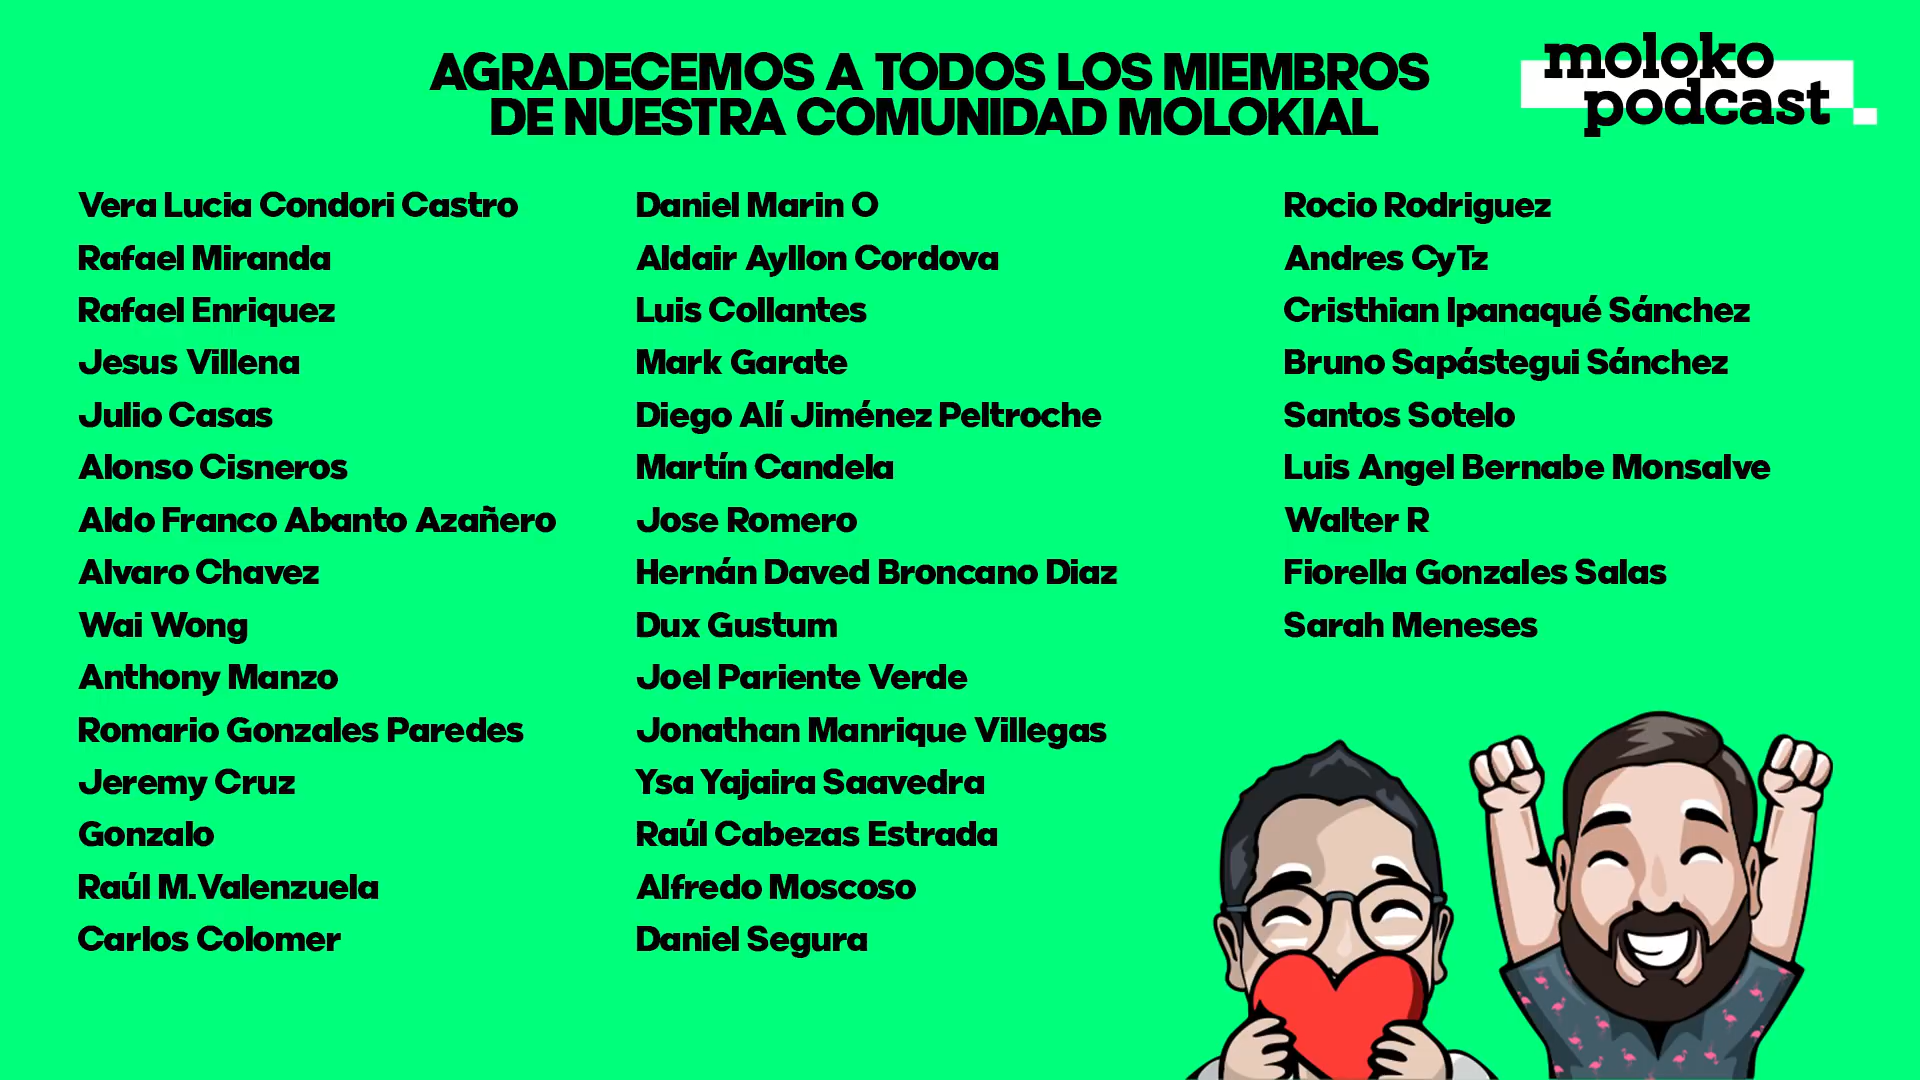 AGRADECEMOS A TODOS LOS MIEMBROS
DE NUESTRA COMUNIDAD MOLOKIAL
moloko
podcast
Vera Lucia Condori Castro
Rafael Miranda
Rafael Enriquez
Jesus Villena
Julio Casas
Alonso Cisneros
Aldo Franco Abanto Azañero
Alvaro Chavez
Wai Wong
Anthony Manzo
Romario Gonzales Paredes
Jeremy Cruz
Gonzalo
Raúl M.Valenzuela
Carlos Colomer
Daniel Marin O
Aldair Ayllon Cordova
Luis Collantes
Mark Garate
Diego Alí Jiménez Peltroche
Martín Candela
Jose Romero
Hernán Daved Broncano Diaz
Dux Gustum
Joel Pariente Verde
Jonathan Manrique Villegas
Ysa Yajaira Saavedra
Raúl Cabezas Estrada
Alfredo Moscoso
Daniel Segura
Rocio Rodriguez
Andres CyTz
Cristhian Ipanaqué Sánchez
Bruno Sapástegui Sánchez
Santos Sotelo
Luis Angel Bernabe Monsalve
Walter R
Fiorella Gonzales Salas
Sarah Meneses